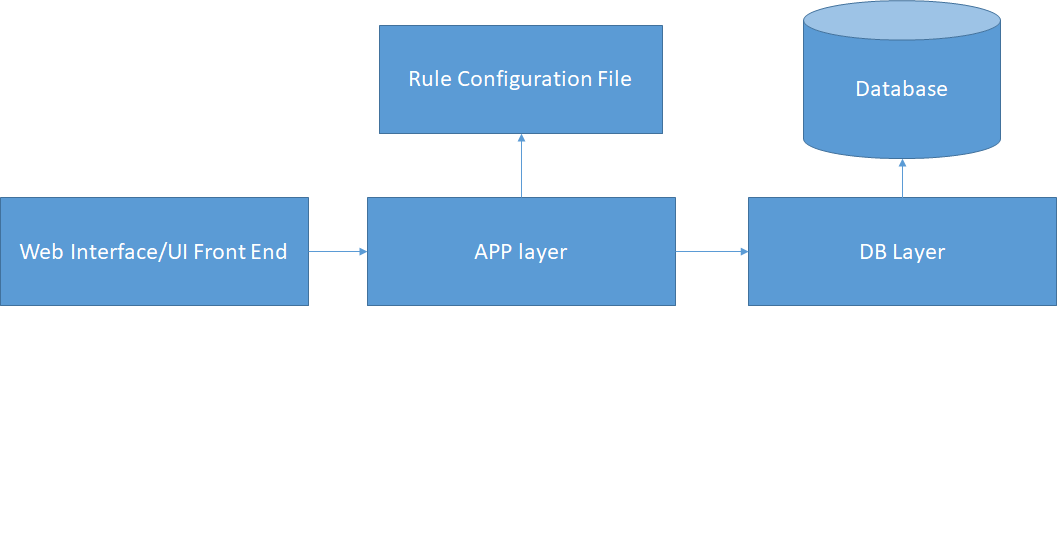 Rule Configuration File
Database
Web Interface/UI Front End
APP layer
DB Layer